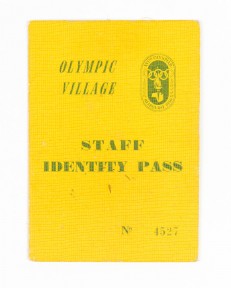 OLYMPIC
VILLAGE
STAFF
IDENTITY PASS
Nº 4527